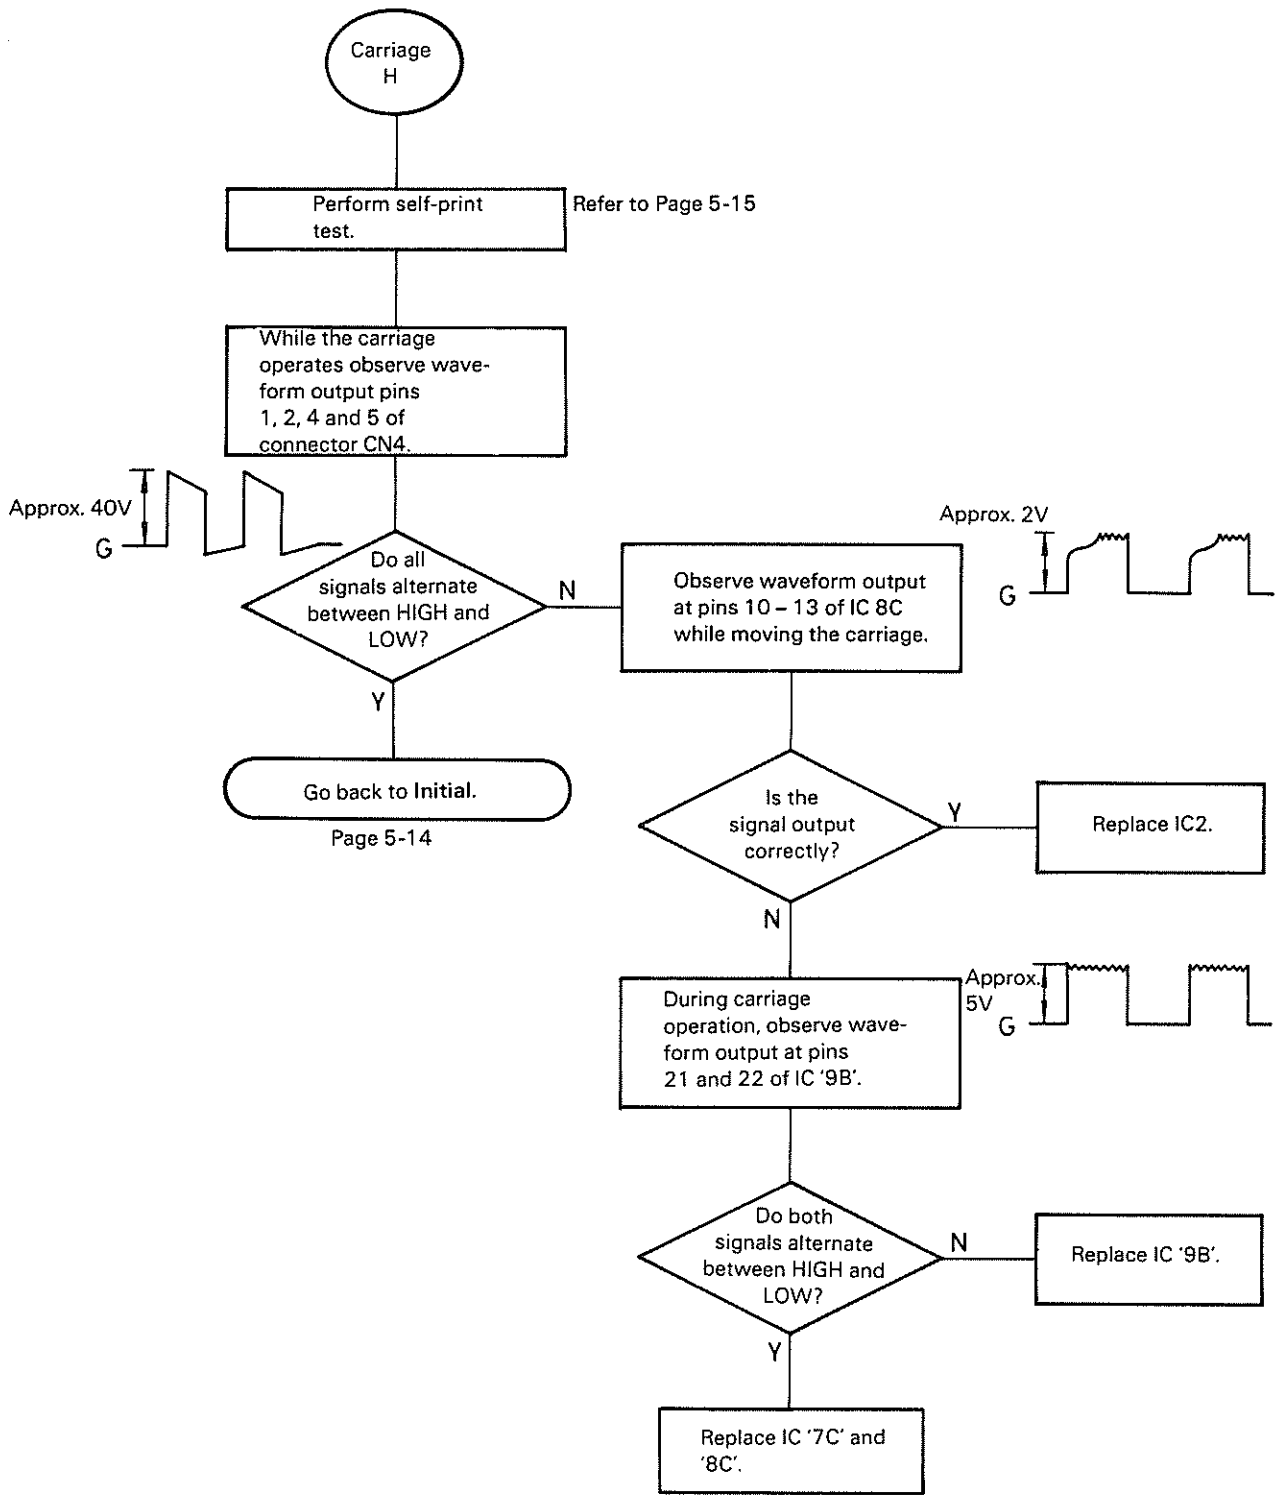 Carriage
H
Perform self-print
test.
Refer to Page 5-15
While the carriage
operates observe wave-
form output pins
1, 2, 4 and 5 of
connector CN4.
Approx. 40V
G
Do all
signals alternate
between HIGH and
LOW?
N
Y
Go back to Initial.
Page 5-14
Observe waveform output
at pins 10 – 13 of IC 8C
while moving the carriage.
Approx. 2V
G
Is the
signal output
correctly?
Y
N
Replace IC2.
During carriage
operation, observe wave-
form output at pins
21 and 22 of IC '9B'.
Approx.
5V
G
Do both
signals alternate
between HIGH and
LOW?
N
Y
Replace IC '9B'.
Replace IC '7C' and
'8C'.